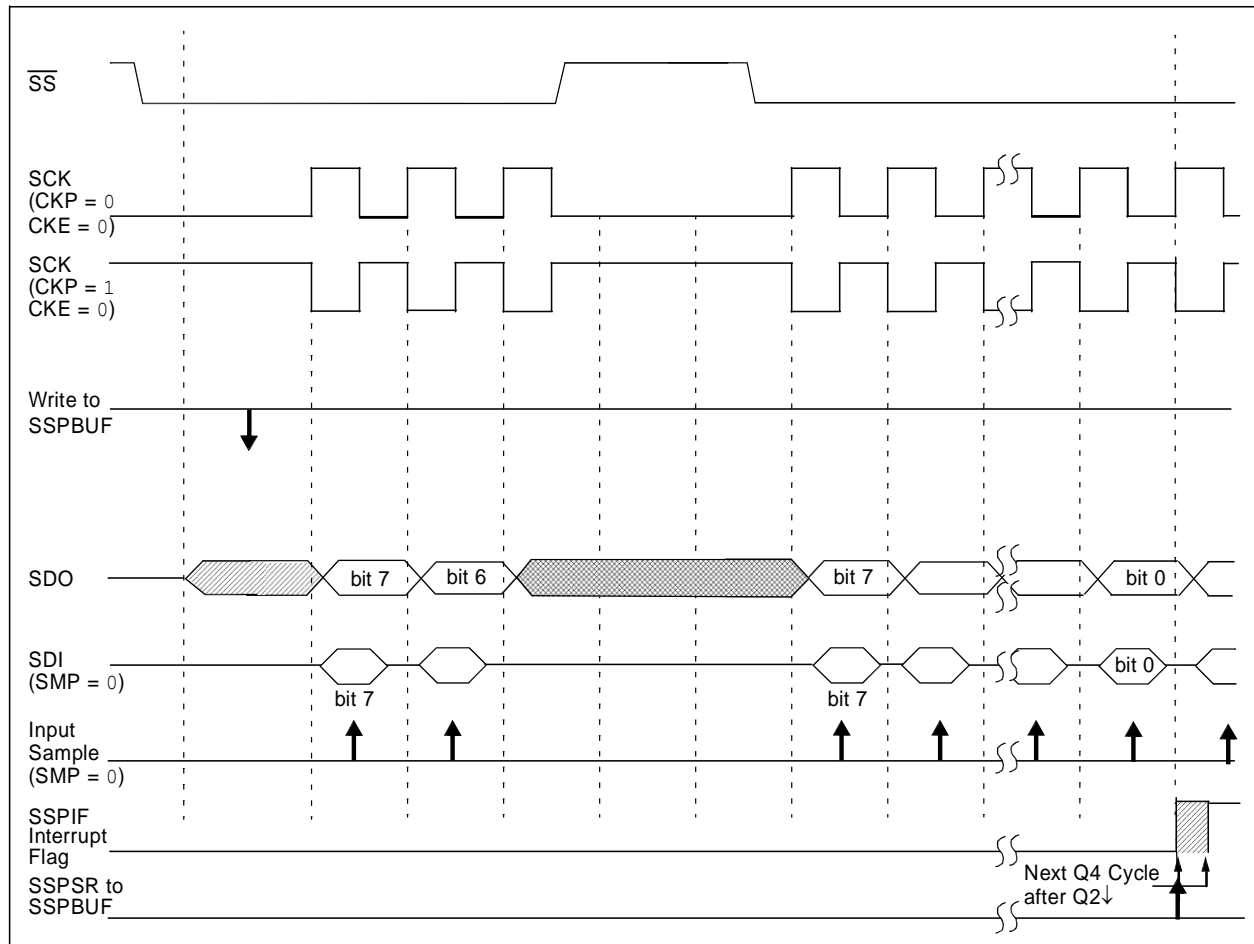 SS
SCK
(CKP = 0
CKE = 0)
SCK
(CKP = 1
CKE = 0)
Write to
SSPBUF
SDO
bit 7
bit 6
bit 7
bit 0
SDI
(SMP = 0)
bit 7
bit 7
bit 0
Input
Sample
(SMP = 0)
SSPIF
Interrupt
Flag
SSPSR to
SSPBUF
Next Q4 Cycle
after Q2↓